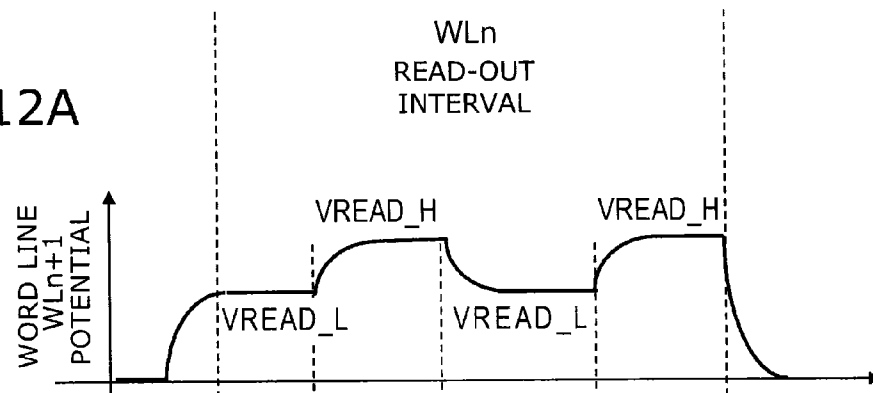 WLn
READ-OUT
INTERVAL
12A
WORD LINE
WLn+1
POTENTIAL
VREAD_H
VREAD_H
VREAD_L
VREAD_L